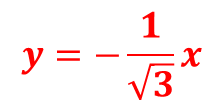 y = − 1/√3 x